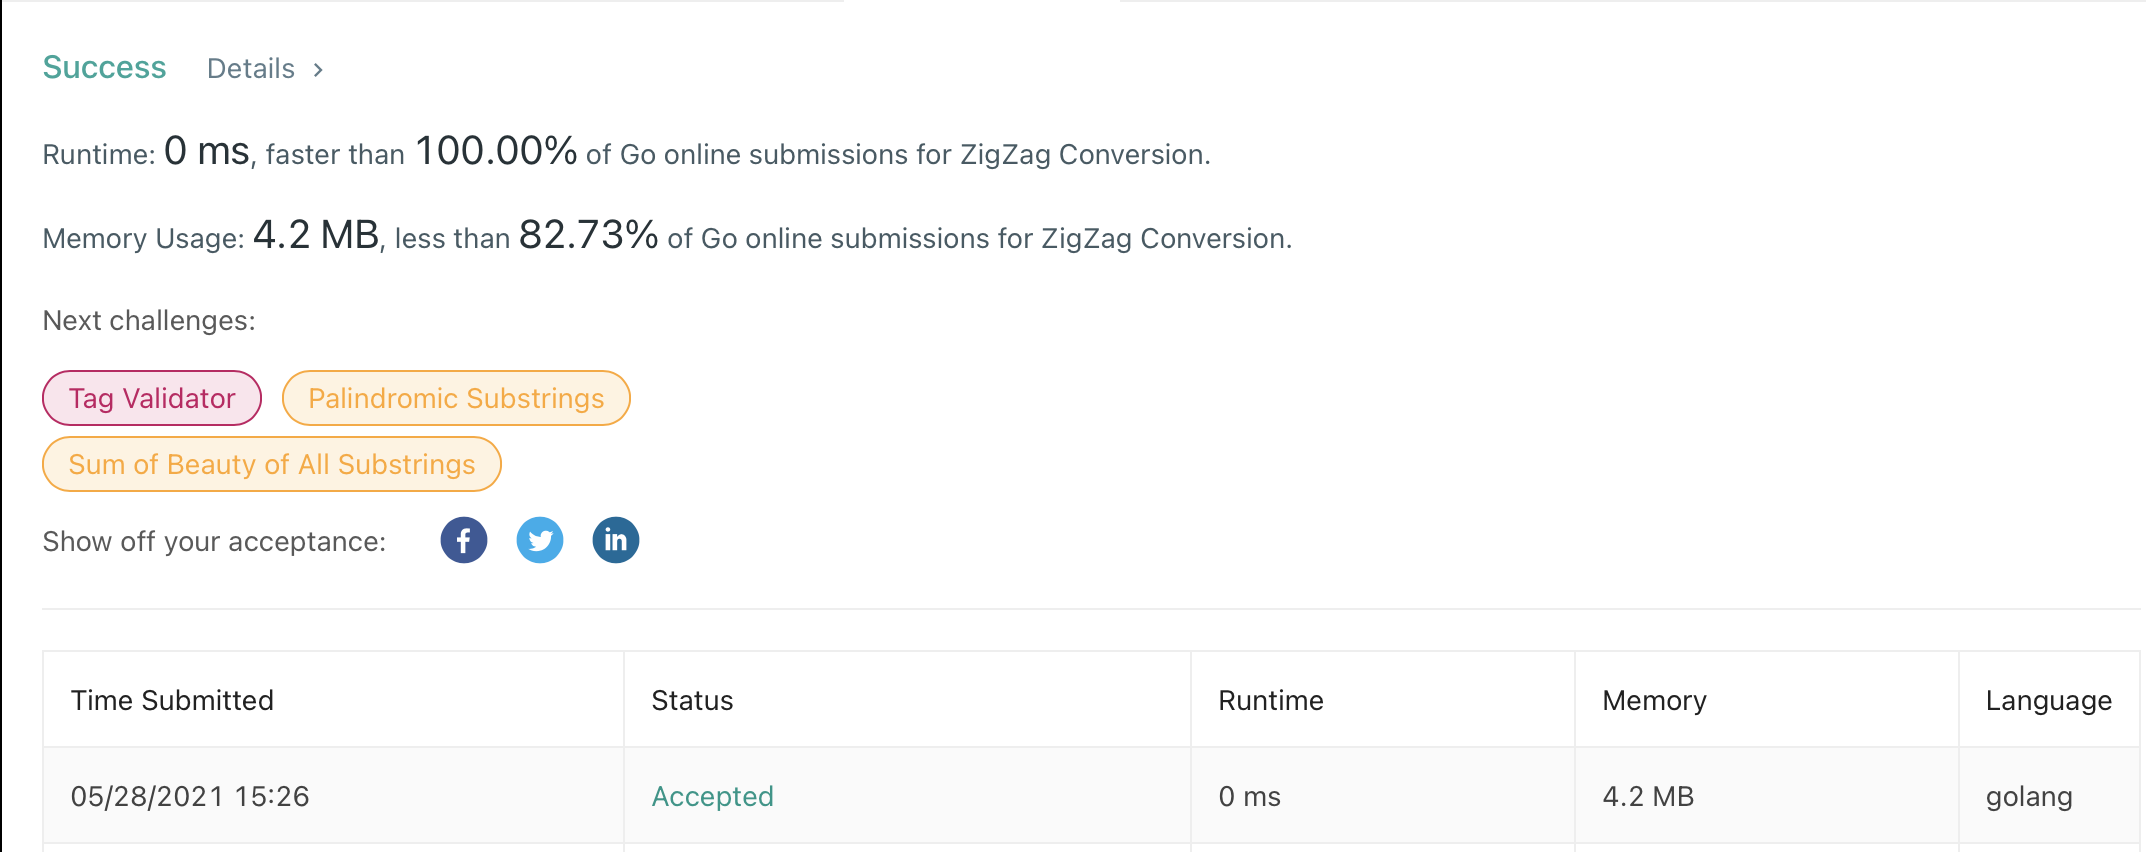 Success Details >
Runtime: 0 ms, faster than 100.00% of Go online submissions for ZigZag Conversion.
Memory Usage: 4.2 MB, less than 82.73% of Go online submissions for ZigZag Conversion.
Next challenges:
Tag Validator Palindromic Substrings
Sum of Beauty of All Substrings
Show off your acceptance: f in
Time Submitted Status Runtime Memory Language
05/28/2021 15:26 Accepted 0 ms 4.2 MB golang